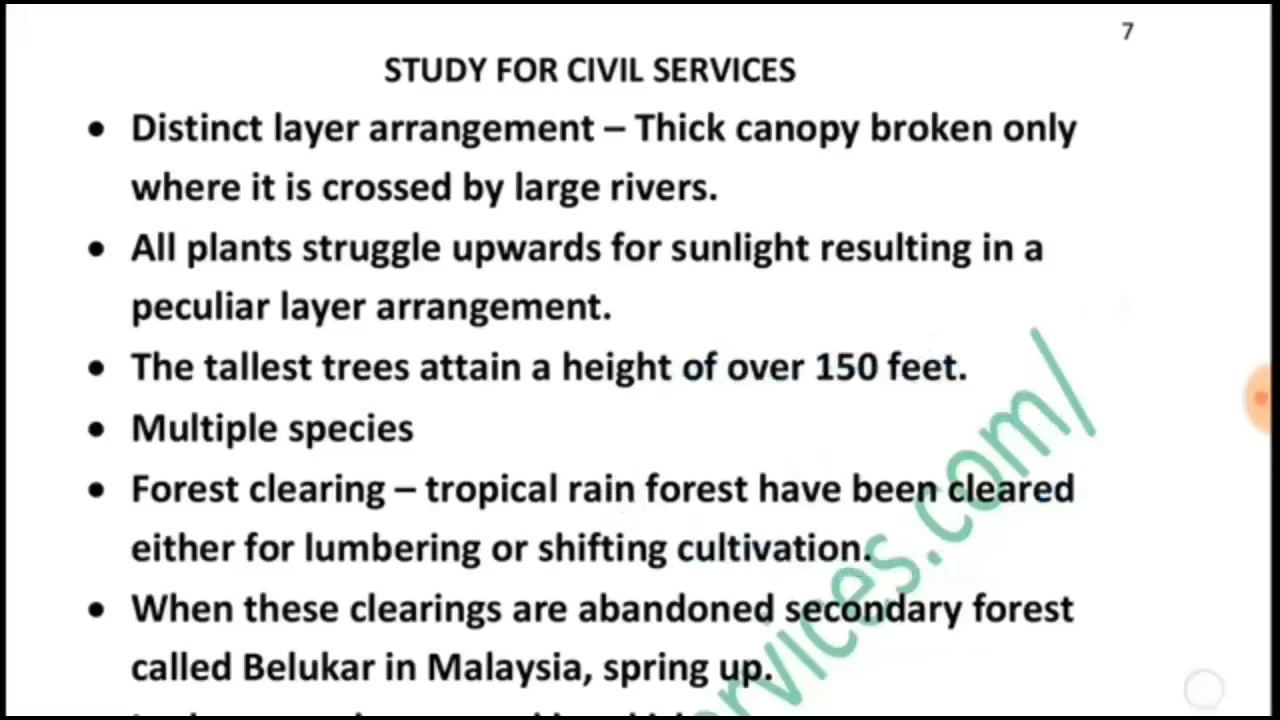 7
STUDY FOR CIVIL SERVICES
• Distinct layer arrangement – Thick canopy broken only
where it is crossed by large rivers.
• All plants struggle upwards for sunlight resulting in a
peculiar layer arrangement.
• The tallest trees attain a height of over 150 feet.
• Multiple species
• Forest clearing – tropical rain forest have been cleared
either for lumbering or shifting cultivation.
• When these clearings are abandoned secondary forest
called Belukar in Malaysia, spring up.
ervices.com/